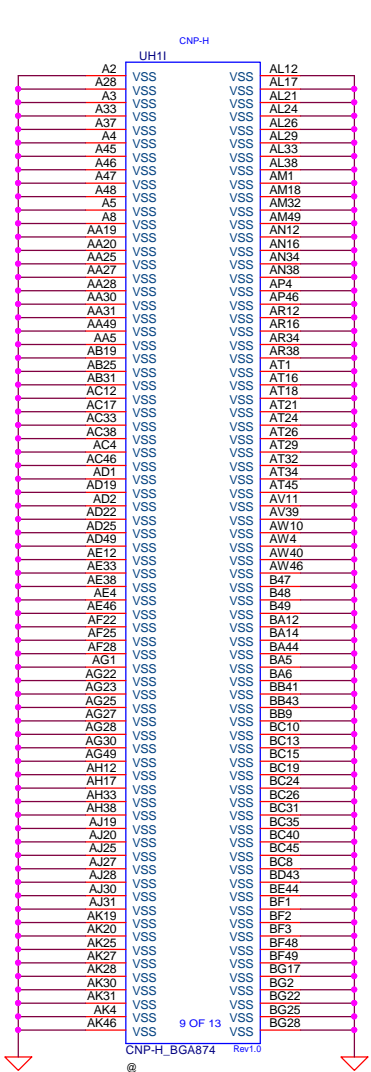 CNP-H
UH1I
A2 VSS VSS AL12
A28 VSS VSS AL17
A3 VSS VSS AL21
A33 VSS VSS AL24
A37 VSS VSS AL26
A4 VSS VSS AL29
A45 VSS VSS AL33
A46 VSS VSS AL38
A47 VSS VSS AM1
A48 VSS VSS AM18
A5 VSS VSS AM32
A8 VSS VSS AM49
AA19 VSS VSS AN12
AA20 VSS VSS AN16
AA25 VSS VSS AN34
AA27 VSS VSS AN38
AA28 VSS VSS AP4
AA30 VSS VSS AP46
AA31 VSS VSS AR12
AA49 VSS VSS AR16
AA5 VSS VSS AR34
AB19 VSS VSS AR38
AB25 VSS VSS AT1
AB31 VSS VSS AT16
AC12 VSS VSS AT18
AC17 VSS VSS AT21
AC33 VSS VSS AT24
AC38 VSS VSS AT26
AC4 VSS VSS AT29
AC46 VSS VSS AT32
AD1 VSS VSS AT34
AD19 VSS VSS AT45
AD2 VSS VSS AV11
AD22 VSS VSS AV39
AD25 VSS VSS AW10
AD49 VSS VSS AW4
AE12 VSS VSS AW40
AE33 VSS VSS AW46
AE38 VSS VSS B47
AE4 VSS VSS B48
AE46 VSS VSS B49
AF22 VSS VSS BA12
AF25 VSS VSS BA14
AF28 VSS VSS BA44
AG1 VSS VSS BA5
AG22 VSS VSS BA6
AG23 VSS VSS BB41
AG25 VSS VSS BB43
AG27 VSS VSS BB9
AG28 VSS VSS BC10
AG30 VSS VSS BC13
AG49 VSS VSS BC15
AH12 VSS VSS BC19
AH17 VSS VSS BC24
AH33 VSS VSS BC26
AH38 VSS VSS BC31
AJ19 VSS VSS BC35
AJ20 VSS VSS BC40
AJ25 VSS VSS BC45
AJ27 VSS VSS BC8
AJ28 VSS VSS BD43
AJ30 VSS VSS BE44
AJ31 VSS VSS BF1
AK19 VSS VSS BF2
AK20 VSS VSS BF3
AK25 VSS VSS BF48
AK27 VSS VSS BF49
AK28 VSS VSS BG17
AK30 VSS VSS BG2
AK31 VSS VSS BG22
AK4 VSS VSS BG25
AK46 VSS 9 OF 13 VSS BG28
CNP-H_BGA874 Rev1.0
@